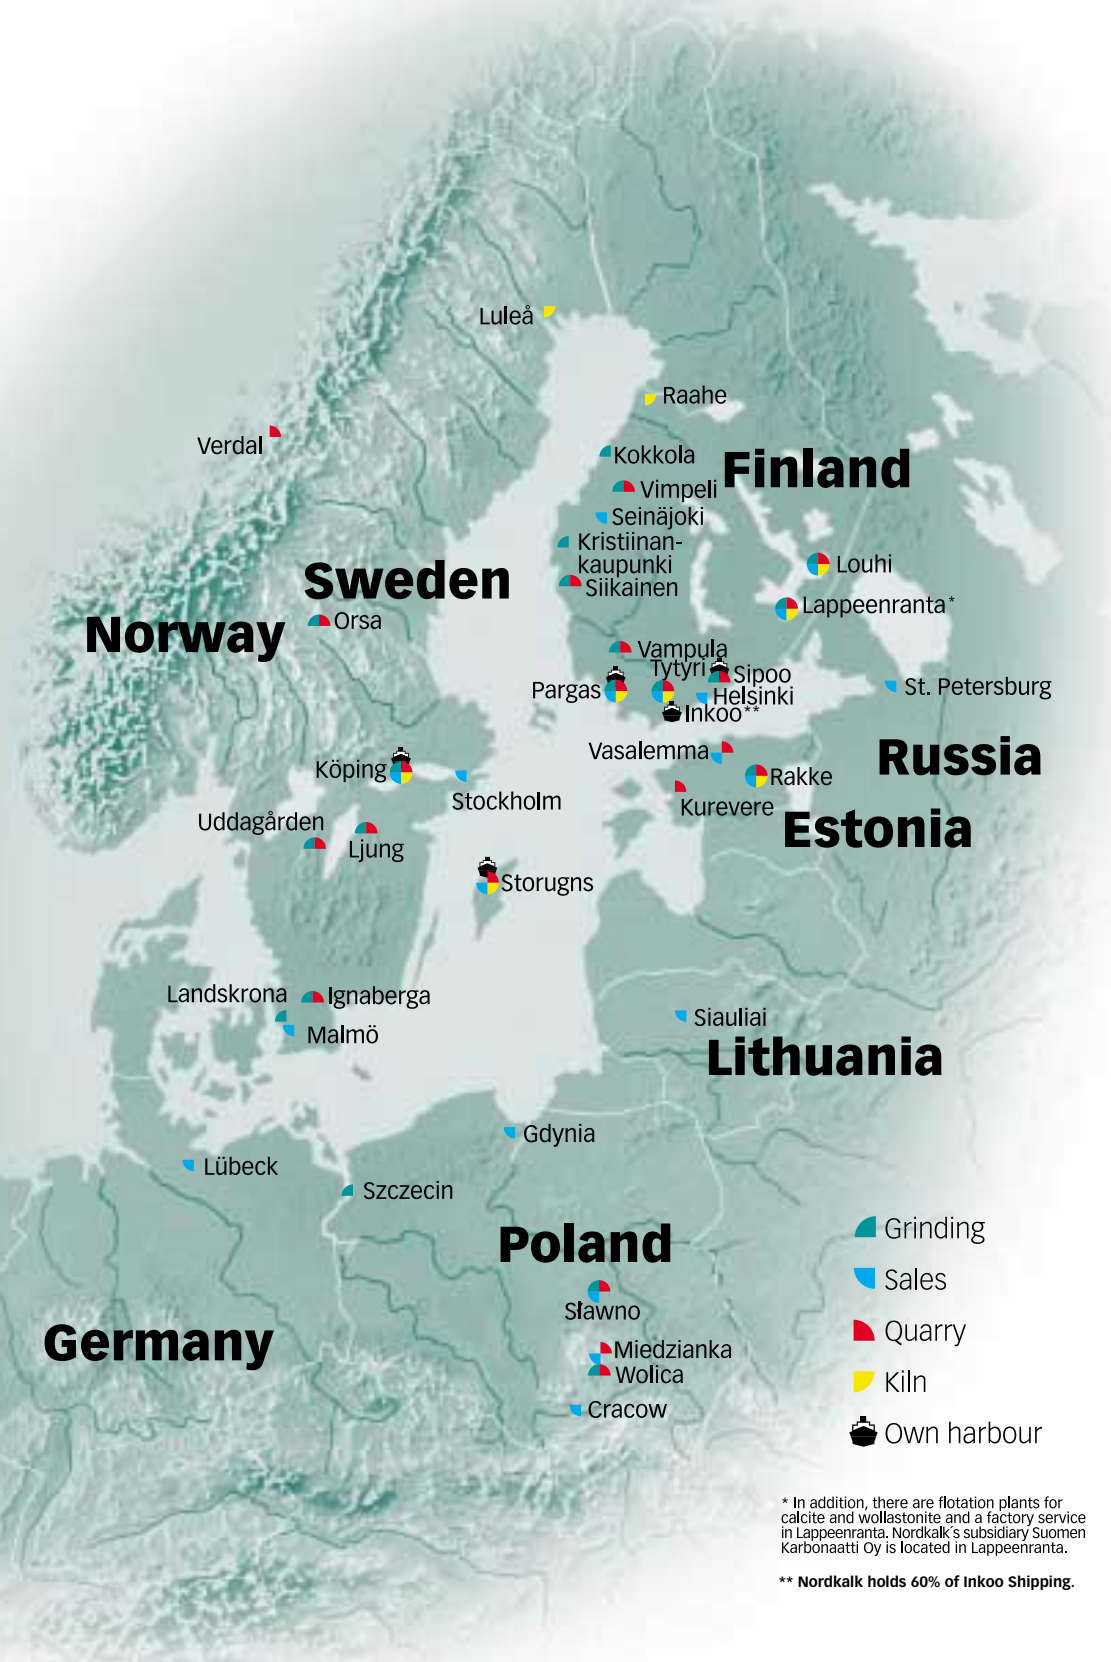 Luleå
Raahe
Verdal
Kokkola
Finland
Vimpeli
Seinäjoki
Kristiinan-
kaupunki
Louhi
Sweden
Siikainen
Lappeenranta*
Orsa
Norway
Vampula
Tytyri
Sipoo
Pargas
Helsinki
St. Petersburg
Inkoo**
Vasalemma
Russia
Köping
Rakke
Stockholm
Kurevere
Uddagården
Estonia
Ljung
Storugns
Landskrona
Ignaberga
Siauliai
Malmö
Lithuania
Gdynia
Lübeck
Szczecin
Poland
Grinding
Sales
Slawno
Quarry
Germany
Miedzianka
Wolica
Kiln
Cracow
Own harbour
* In addition, there are flotation plants for
calcite and wollastonite and a factory service
in Lappeenranta. Nordkalk´s subsidiary Suomen
Karbonaatti Oy is located in Lappeenranta.
** Nordkalk holds 60% of Inkoo Shipping.